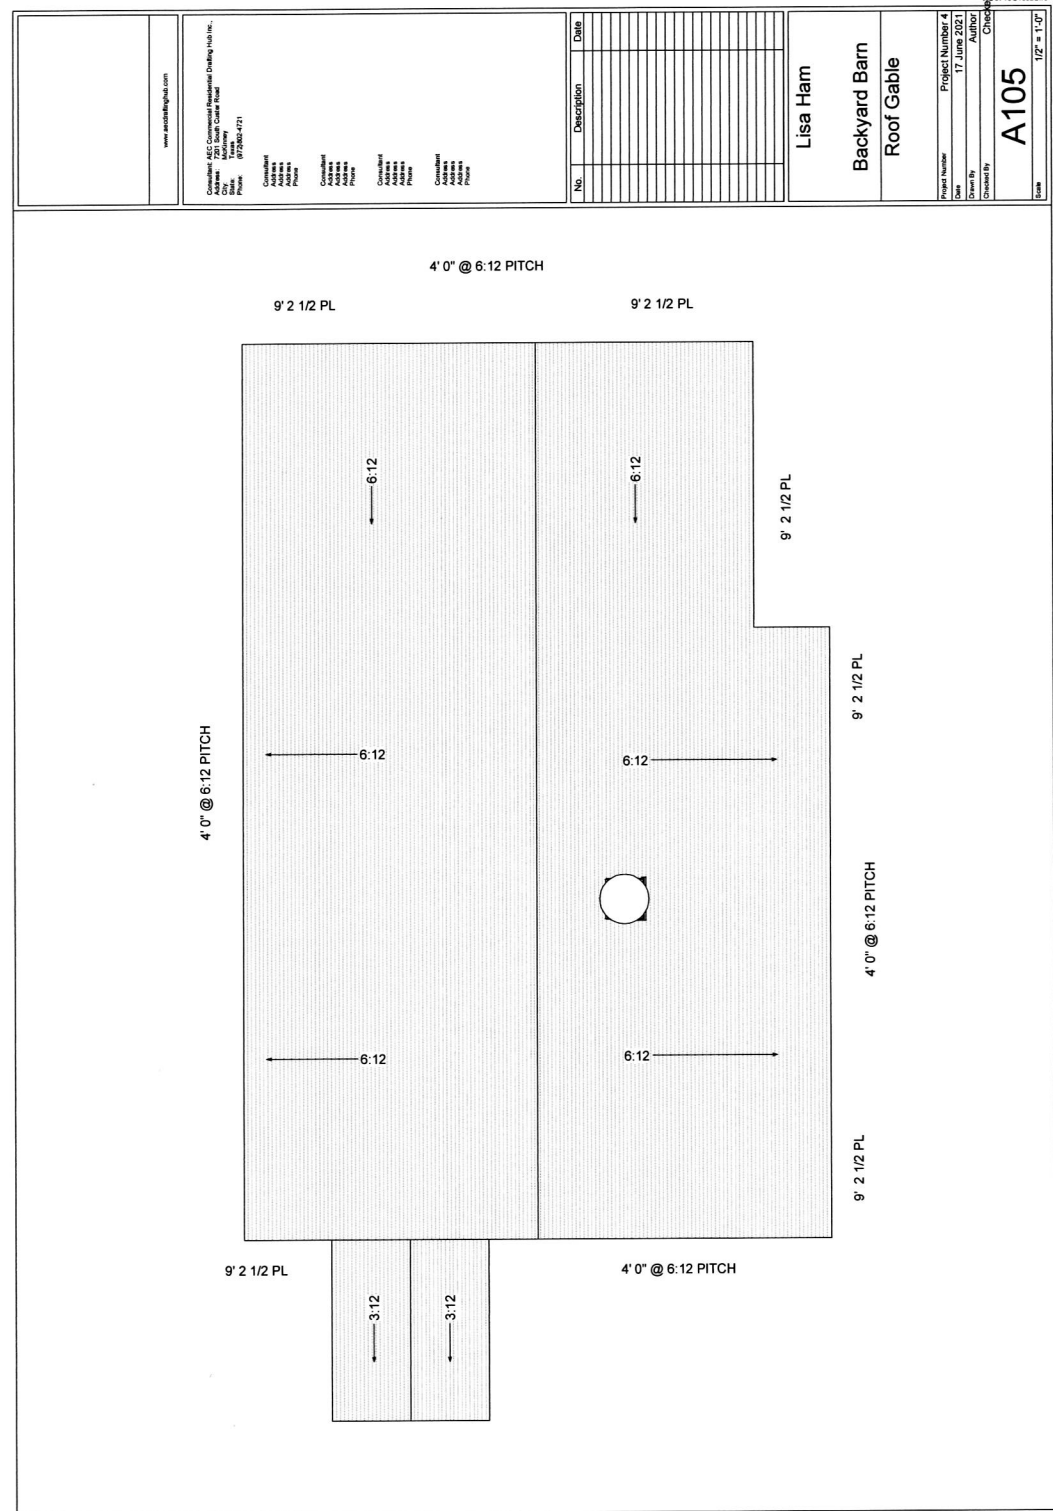 www.aecdraftinghub.com
Consultant: AEC Commercial Residential Drafting Hub Inc.,
Address: 7201 South Custer Road
City: McKinney
State: Texas
Phone: (972)802-4721
Consultant
Address
Address
Address
Phone
Consultant
Address
Address
Address
Phone
Consultant
Address
Address
Address
Phone
Consultant
Address
Address
Address
Phone
No. Description Date
Lisa Ham
Backyard Barn
Roof Gable
Project Number Project Number 4
Date 17 June 2021
Drawn By Author
Checked By
A105
Scale 1/2" = 1'-0"
4' 0" @ 6:12 PITCH
9' 2 1/2 PL
9' 2 1/2 PL
6:12
6:12
9' 2 1/2 PL
9' 2 1/2 PL
4' 0" @ 6:12 PITCH
6:12
6:12
4' 0" @ 6:12 PITCH
6:12
6:12
9' 2 1/2 PL
9' 2 1/2 PL
4' 0" @ 6:12 PITCH
3:12
3:12